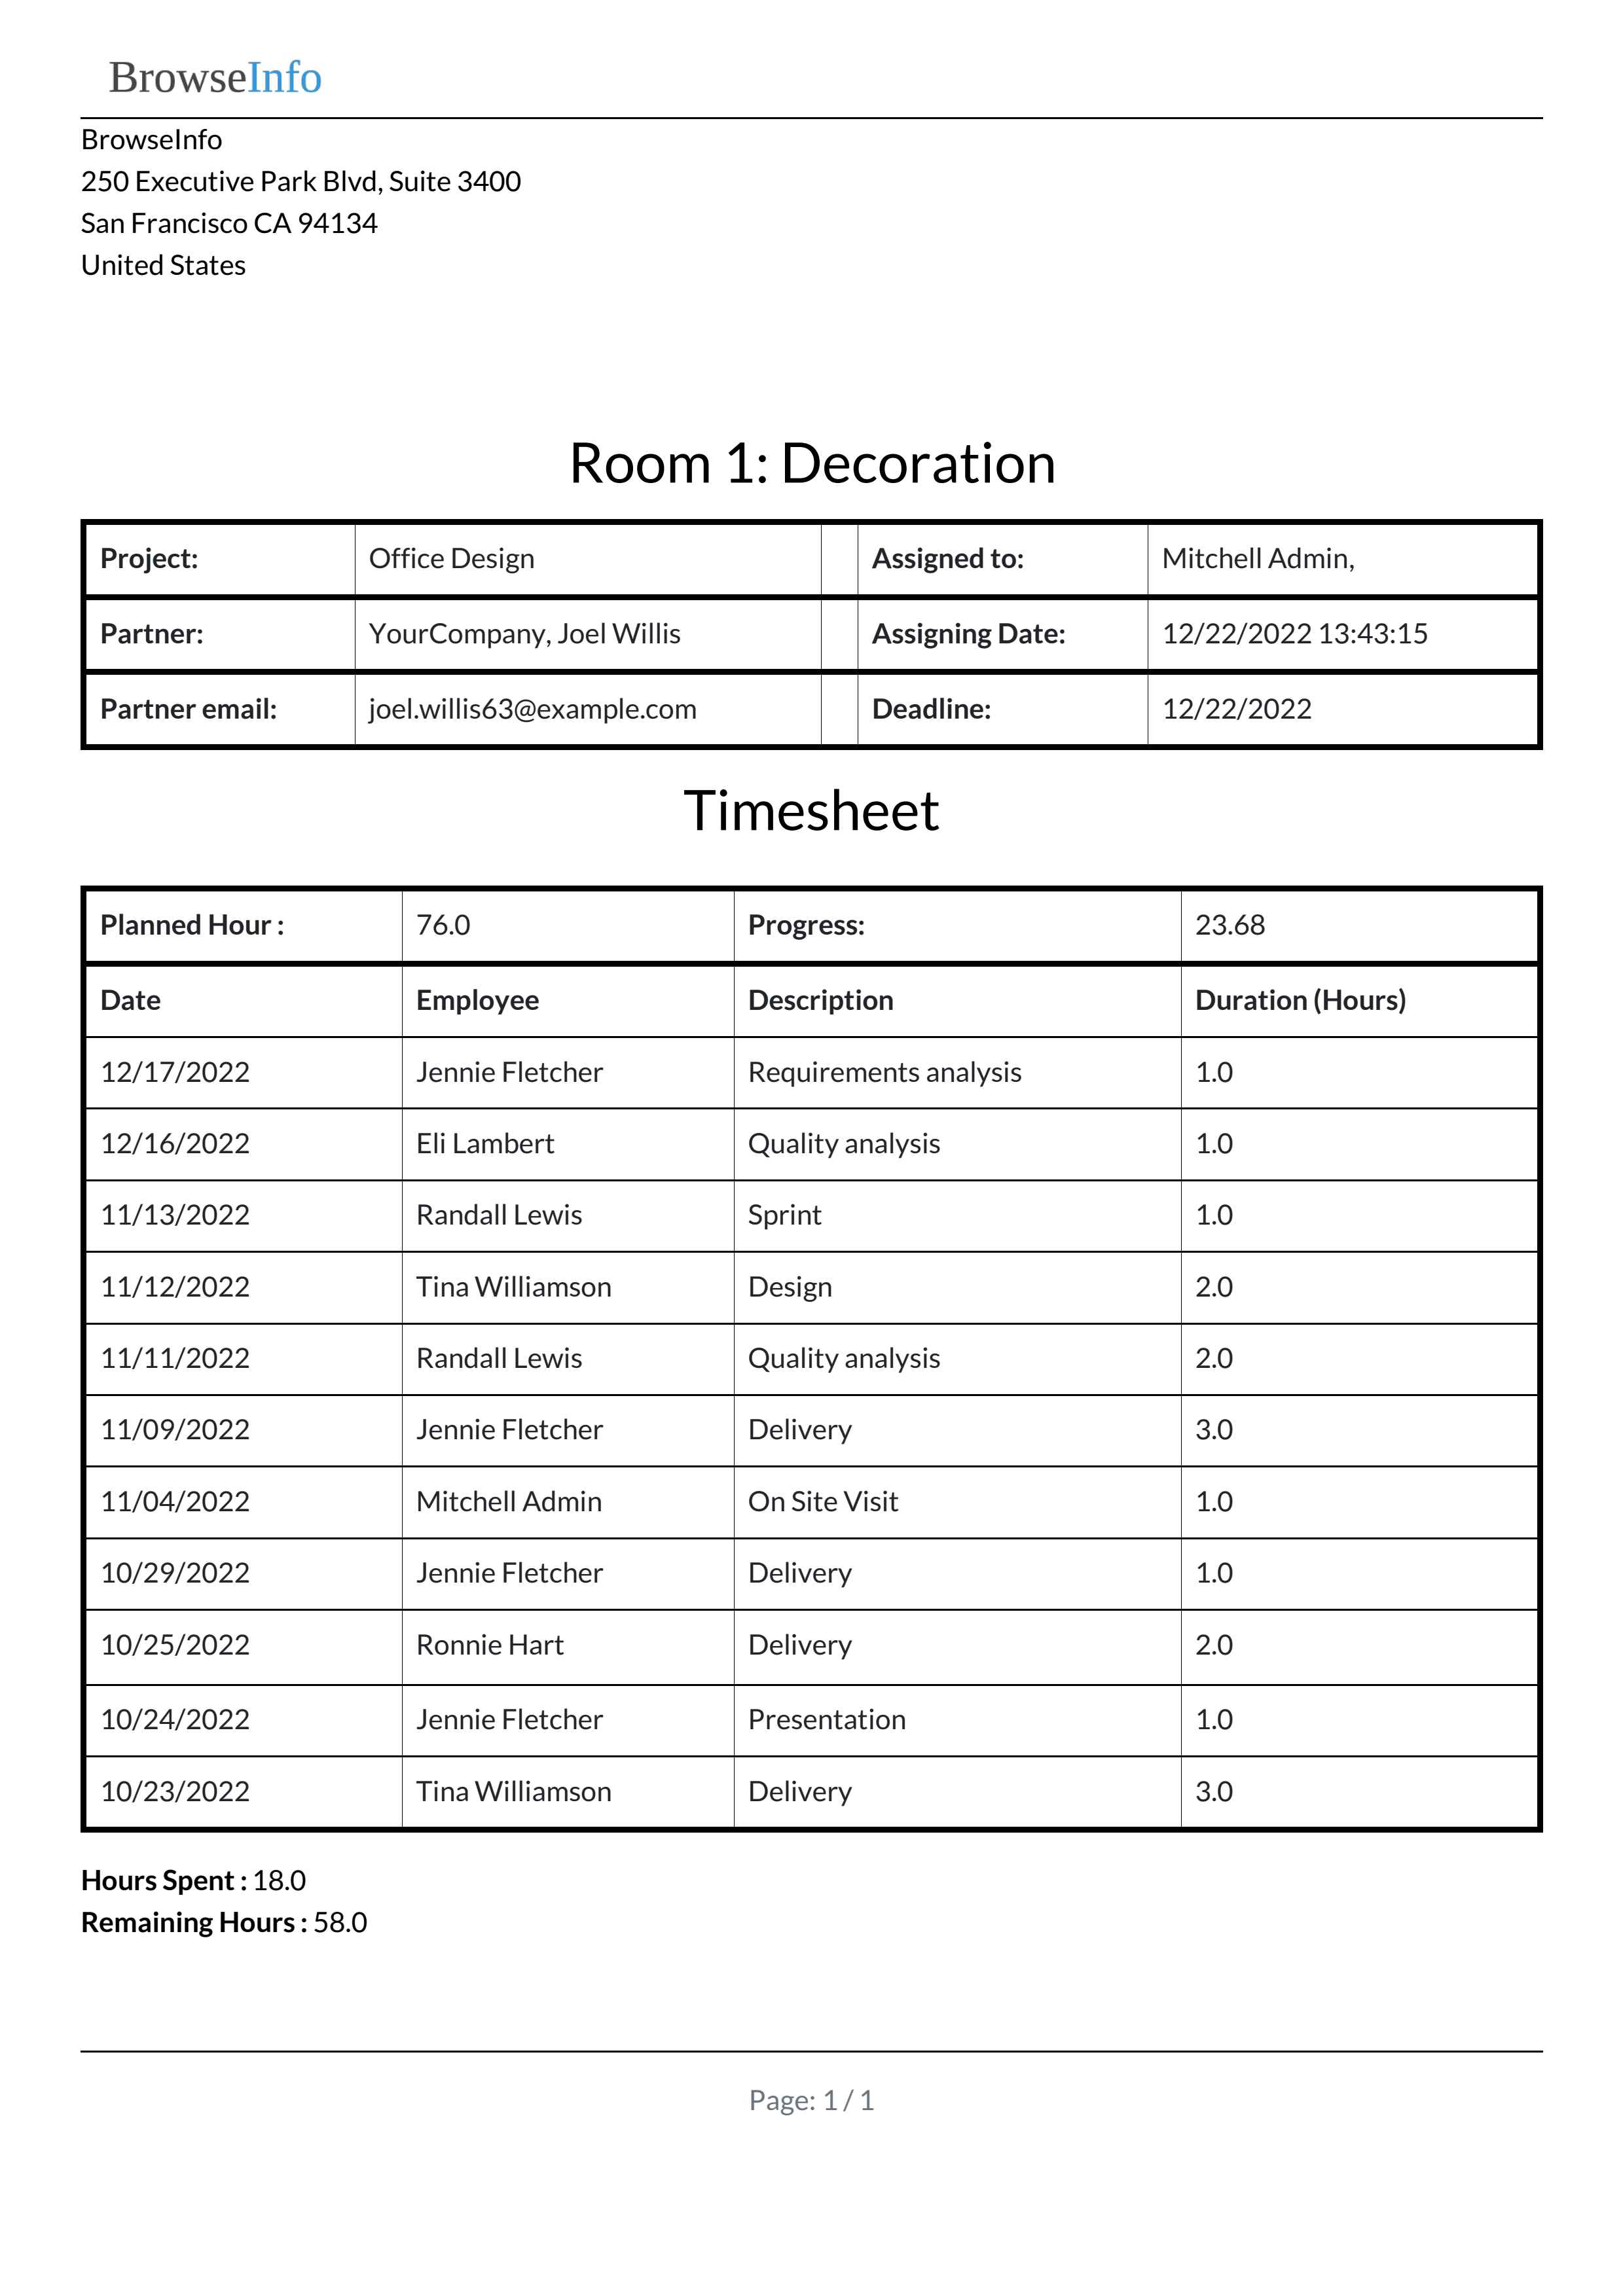 BrowseInfo
BrowseInfo
250 Executive Park Blvd, Suite 3400
San Francisco CA 94134
United States
Room 1: Decoration
Project: Office Design Assigned to: Mitchell Admin,
Partner: YourCompany, Joel Willis Assigning Date: 12/22/2022 13:43:15
Partner email: joel.willis63@example.com Deadline: 12/22/2022
Timesheet
Planned Hour : 76.0 Progress: 23.68
Date Employee Description Duration (Hours)
12/17/2022 Jennie Fletcher Requirements analysis 1.0
12/16/2022 Eli Lambert Quality analysis 1.0
11/13/2022 Randall Lewis Sprint 1.0
11/12/2022 Tina Williamson Design 2.0
11/11/2022 Randall Lewis Quality analysis 2.0
11/09/2022 Jennie Fletcher Delivery 3.0
11/04/2022 Mitchell Admin On Site Visit 1.0
10/29/2022 Jennie Fletcher Delivery 1.0
10/25/2022 Ronnie Hart Delivery 2.0
10/24/2022 Jennie Fletcher Presentation 1.0
10/23/2022 Tina Williamson Delivery 3.0
Hours Spent : 18.0
Remaining Hours : 58.0
Page: 1 / 1